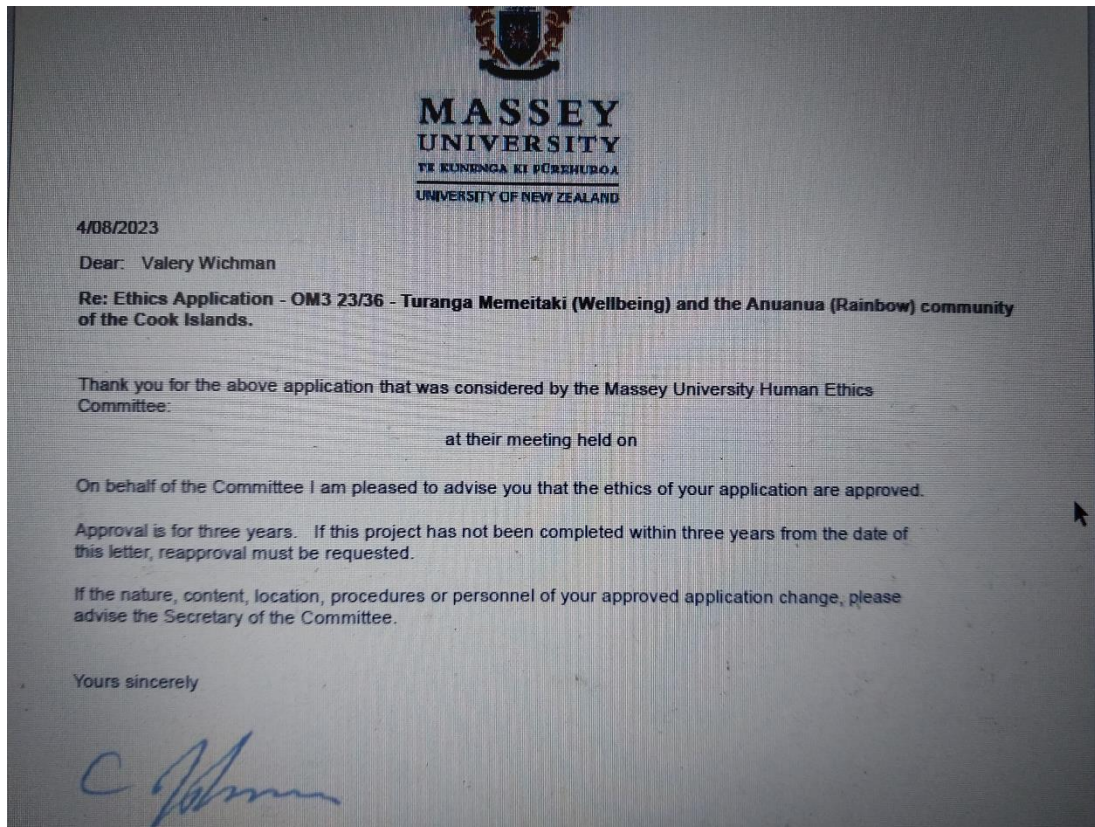 MASSEY
UNIVERSITY
TE KUNENGA KI PŪREHUROA
UNIVERSITY OF NEW ZEALAND
4/08/2023
Dear: Valery Wichman
Re: Ethics Application - OM3 23/36 - Turanga Memeitaki (Wellbeing) and the Anuanua (Rainbow) community
of the Cook Islands.
Thank you for the above application that was considered by the Massey University Human Ethics
Committee:
at their meeting held on
On behalf of the Committee I am pleased to advise you that the ethics of your application are approved.
Approval is for three years. If this project has not been completed within three years from the date of
this letter, reapproval must be requested.
If the nature, content, location, procedures or personnel of your approved application change, please
advise the Secretary of the Committee.
Yours sincerely